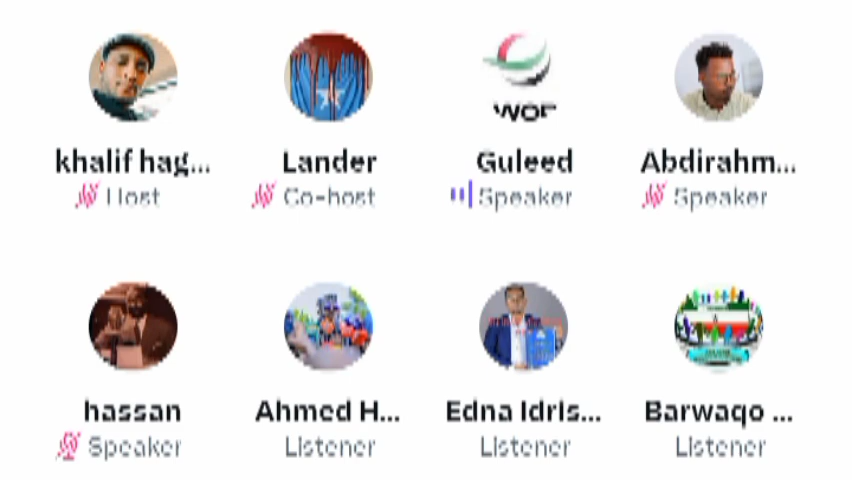 WOP
khalif hag... Lander Guleed Abdirahm...
Host Co-host Speaker Speaker
hassan Ahmed H... Edna Idris... Barwaqo ...
Speaker Listener Listener Listener